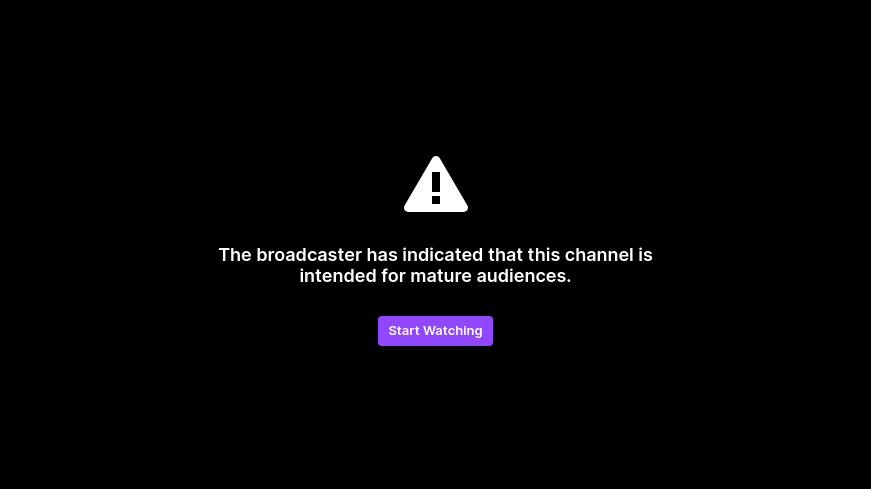 The broadcaster has indicated that this channel is
intended for mature audiences.
Start Watching